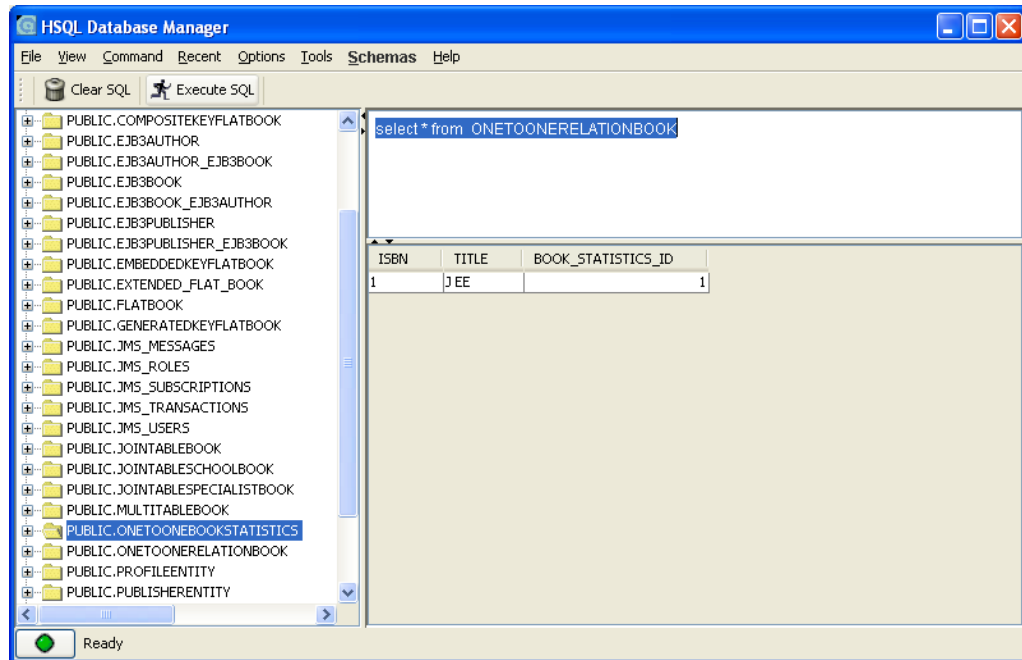 HSQL Database Manager
File View Command Recent Options Tools Schemas Help
Clear SQL Execute SQL
PUBLIC.COMPOSITEKEYFLATBOOK
PUBLIC.EJB3AUTHOR
PUBLIC.EJB3AUTHOR_EJB3BOOK
PUBLIC.EJB3BOOK
PUBLIC.EJB3BOOK_EJB3AUTHOR
PUBLIC.EJB3PUBLISHER
PUBLIC.EJB3PUBLISHER_EJB3BOOK
PUBLIC.EMBEDDEDKEYFLATBOOK
PUBLIC.EXTENDED_FLAT_BOOK
PUBLIC.FLATBOOK
PUBLIC.GENERATEDKEYFLATBOOK
PUBLIC.JMS_MESSAGES
PUBLIC.JMS_ROLES
PUBLIC.JMS_SUBSCRIPTIONS
PUBLIC.JMS_TRANSACTIONS
PUBLIC.JMS_USERS
PUBLIC.JOINTABLEBOOK
PUBLIC.JOINTABLESCHOOLBOOK
PUBLIC.JOINTABLESPECIALISTBOOK
PUBLIC.MULTITABLEBOOK
PUBLIC.ONETOONEBOOKSTATISTICS
PUBLIC.ONETOONERELATIONBOOK
PUBLIC.PROFILEENTITY
PUBLIC.PUBLISHERENTITY
select * from ONETOONERELATIONBOOK
ISBN TITLE BOOK_STATISTICS_ID
1 J EE 1
Ready